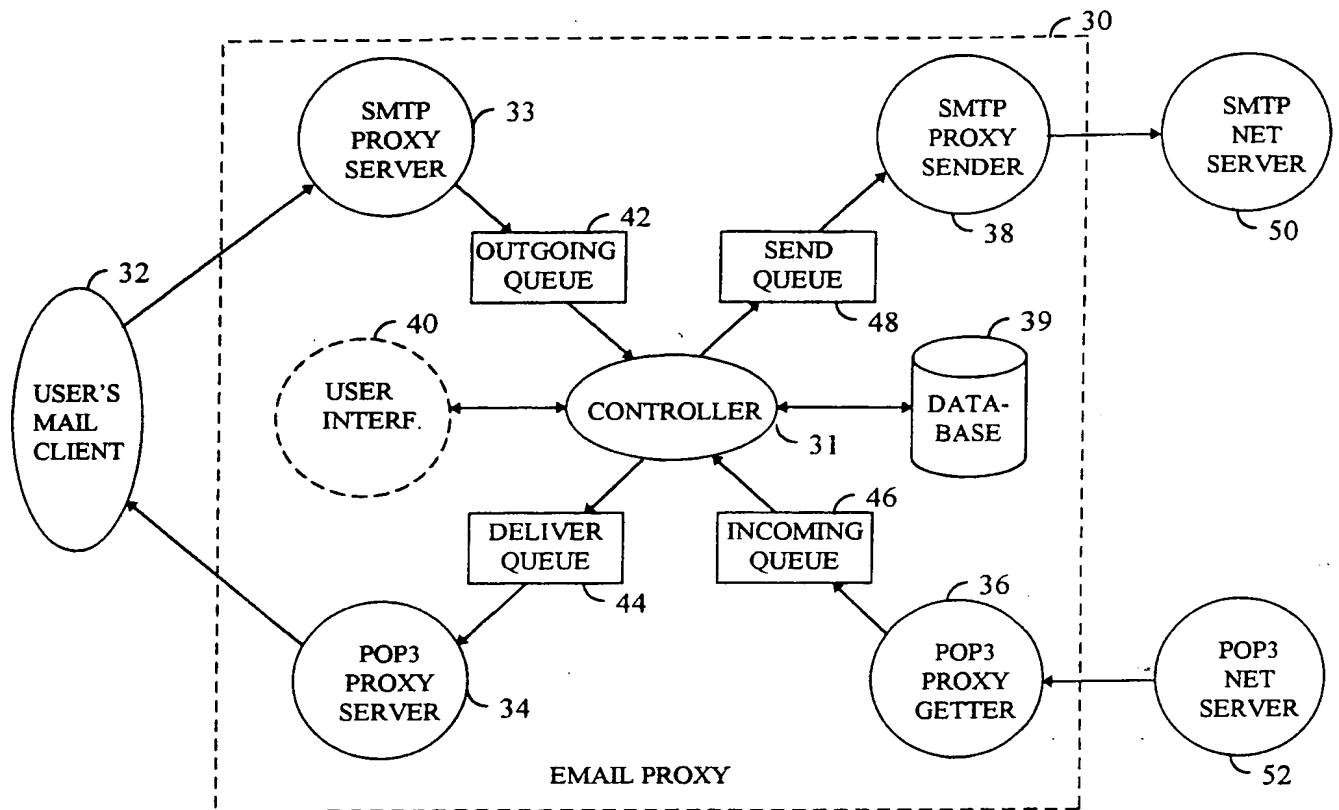 30
SMTP
PROXY
SERVER
33
SMTP
PROXY
SENDER
38
SMTP
NET
SERVER
50
42
OUTGOING
QUEUE
SEND
QUEUE
48
32
USER'S
MAIL
CLIENT
40
USER
INTERF.
CONTROLLER
31
39
DATA-
BASE
DELIVER
QUEUE
44
46
INCOMING
QUEUE
POP3
PROXY
SERVER
34
36
POP3
PROXY
GETTER
POP3
NET
SERVER
52
EMAIL PROXY